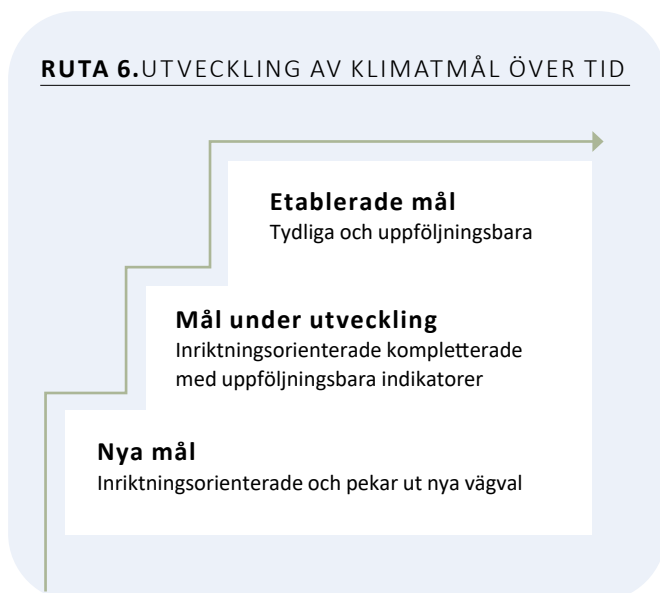 RUTA 6.UTVECKLING AV KLIMATMÅL ÖVER TID
Etablerade mål
Tydliga och uppföljningsbara
Mål under utveckling
Inriktningsorienterade kompletterade
med uppföljningsbara indikatorer
Nya mål
Inriktningsorienterade och pekar ut nya vägval